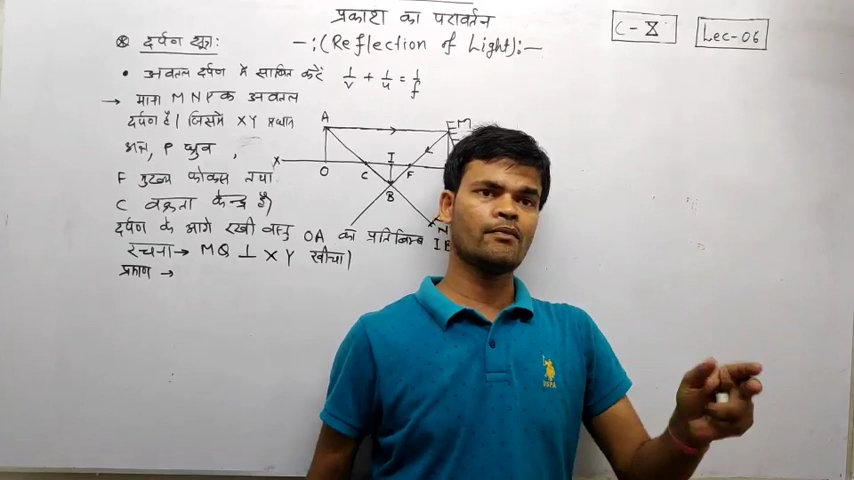 प्रकाश का परावर्तन
-:(Reflection of Light):-
C-X
Lec-06
⊛ दर्पण सूत्र:
• अवतल दर्पण में साबित करें 1/v + 1/u = 1/f
→ माना MNP एक अवतल
दर्पण है। जिसमें XY प्रधान
अक्ष, P ध्रुव,
F मुख्य फोकस तथा
C वक्रता केन्द्र है।
दर्पण के आगे रखी वस्तु OA का प्रतिबिम्ब
रचना → MQ ⊥ XY खींचा।
प्रमाण →
A
M
X
O
C
I
F
B
N
USPA